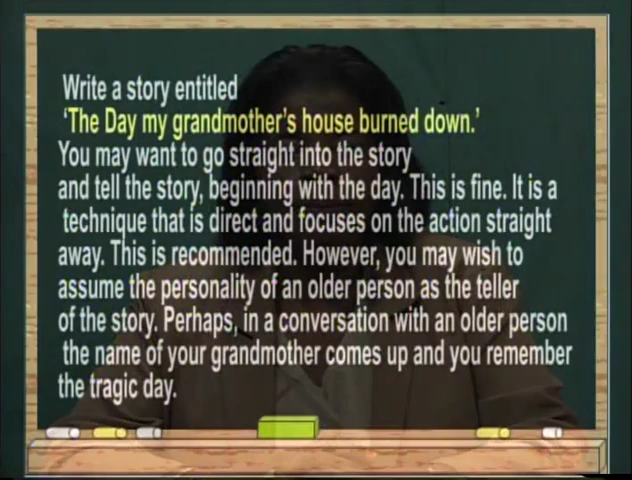 Write a story entitled
‘The Day my grandmother’s house burned down.’
You may want to go straight into the story
and tell the story, beginning with the day. This is fine. It is a
technique that is direct and focuses on the action straight
away. This is recommended. However, you may wish to
assume the personality of an older person as the teller
of the story. Perhaps, in a conversation with an older person
the name of your grandmother comes up and you remember
the tragic day.